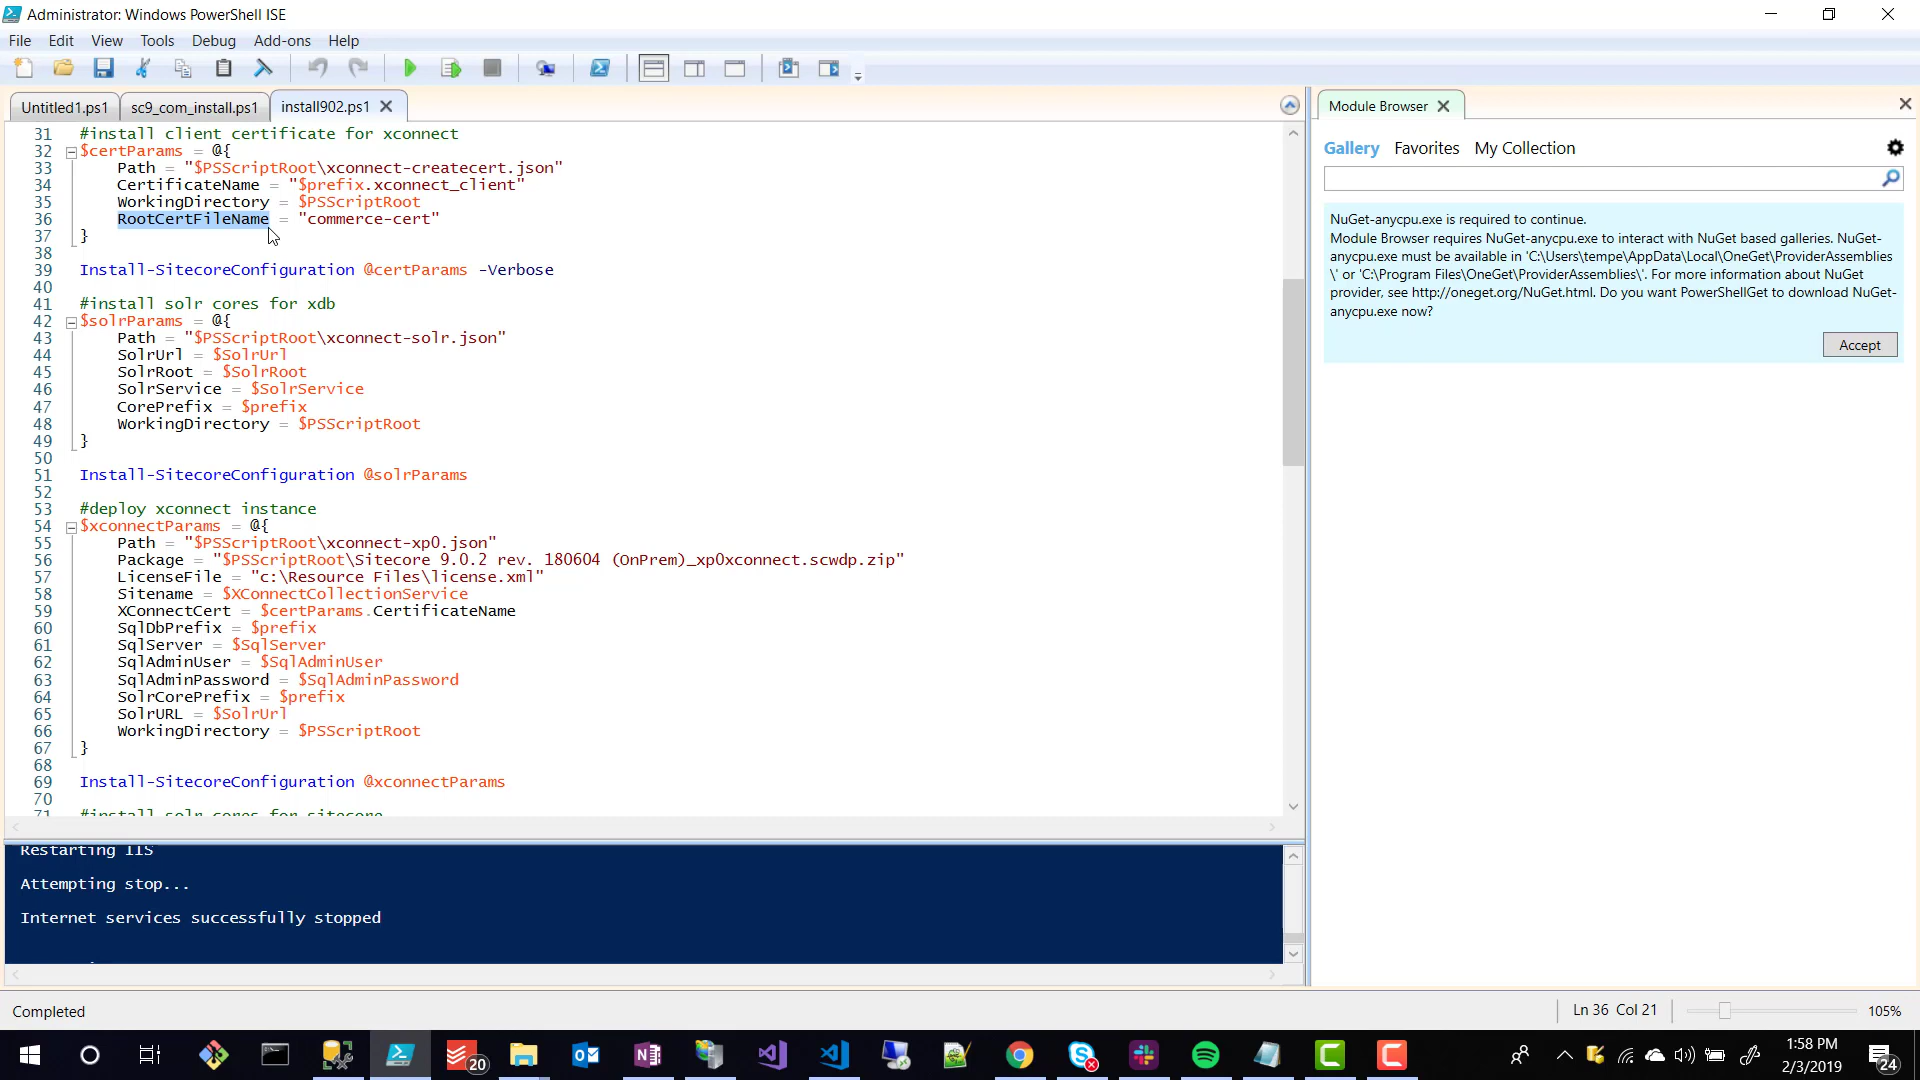 Administrator: Windows PowerShell ISE
File Edit View Tools Debug Add-ons Help
Untitled1.ps1 sc9_com_install.ps1 install902.ps1
31 #install client certificate for xconnect
32 $certParams = @{
33 Path = "$PSScriptRoot\xconnect-createcert.json"
34 CertificateName = "$prefix.xconnect_client"
35 WorkingDirectory = $PSScriptRoot
36 RootCertFileName = "commerce-cert"
37 }
38
39 Install-SitecoreConfiguration @certParams -Verbose
40
41 #install solr cores for xdb
42 $solrParams = @{
43 Path = "$PSScriptRoot\xconnect-solr.json"
44 SolrUrl = $SolrUrl
45 SolrRoot = $SolrRoot
46 SolrService = $SolrService
47 CorePrefix = $prefix
48 WorkingDirectory = $PSScriptRoot
49 }
50
51 Install-SitecoreConfiguration @solrParams
52
53 #deploy xconnect instance
54 $xconnectParams = @{
55 Path = "$PSScriptRoot\xconnect-xp0.json"
56 Package = "$PSScriptRoot\Sitecore 9.0.2 rev. 180604 (OnPrem)_xp0xconnect.scwdp.zip"
57 LicenseFile = "c:\Resource Files\license.xml"
58 Sitename = $XConnectCollectionService
59 XConnectCert = $certParams.CertificateName
60 SqlDbPrefix = $prefix
61 SqlServer = $SqlServer
62 SqlAdminUser = $SqlAdminUser
63 SqlAdminPassword = $SqlAdminPassword
64 SolrCorePrefix = $prefix
65 SolrURL = $SolrUrl
66 WorkingDirectory = $PSScriptRoot
67 }
68
69 Install-SitecoreConfiguration @xconnectParams
70
71 #install solr cores for sitecore
Restarting IIS
Attempting stop...
Internet services successfully stopped
Module Browser
Gallery Favorites My Collection
NuGet-anycpu.exe is required to continue.
Module Browser requires NuGet-anycpu.exe to interact with NuGet based galleries. NuGet-
anycpu.exe must be available in 'C:\Users\tempe\AppData\Local\OneGet\ProviderAssemblies
\' or 'C:\Program Files\OneGet\ProviderAssemblies\'. For more information about NuGet
provider, see http://oneget.org/NuGet.html. Do you want PowerShellGet to download NuGet-
anycpu.exe now?
Accept
Completed
Ln 36 Col 21
105%
20
1:58 PM
2/3/2019
24